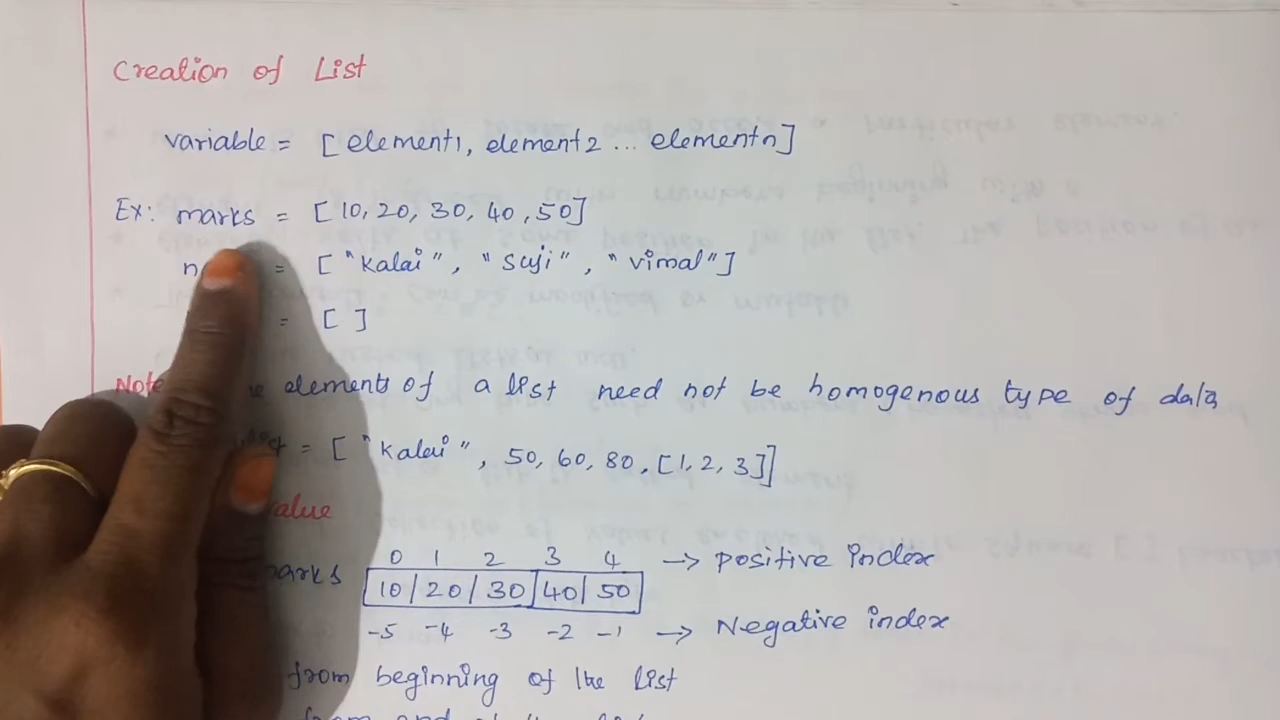 Creation of List
variable = [element1, element2 ... elementn]
Ex: marks = [10, 20, 30, 40, 50]
= ["Kalai", "Suji", "Vimal"]
= [ ]
Note elements of a list need not be homogenous type of data
= ["Kalai", 50, 60, 80, [1, 2, 3]]
value
0 1 2 3 4 → positive index
marks 10 | 20 | 30 | 40 | 50
-5 -4 -3 -2 -1 → Negative index
from beginning of the list